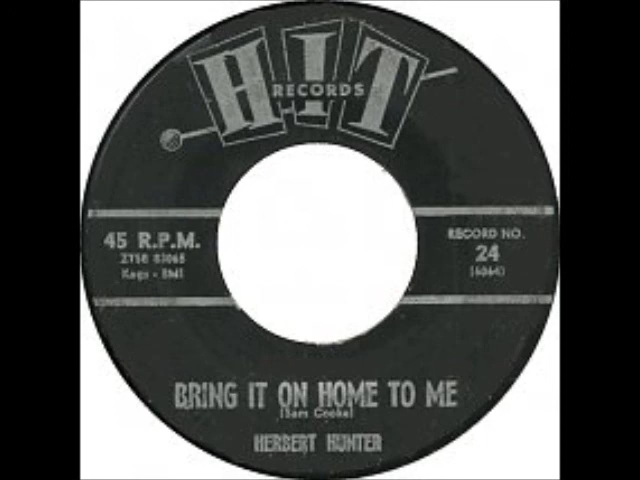 HIT
RECORDS
45 R.P.M.
RECORD NO.
24
Kags - BMI
BRING IT ON HOME TO ME
(Sam Cooke)
HERBERT HUNTER